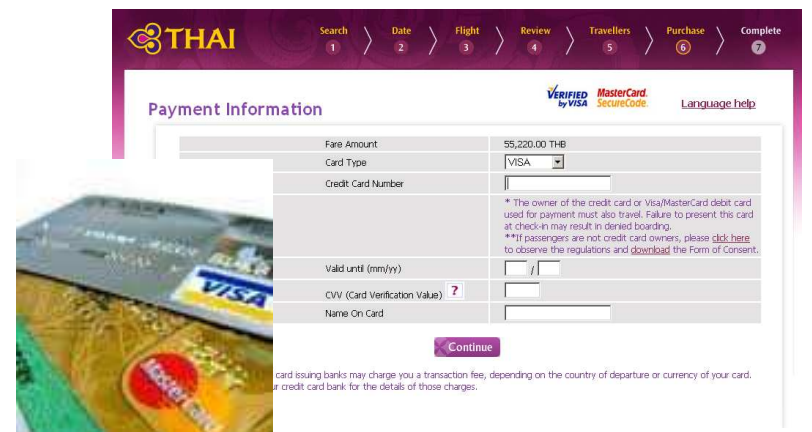 THAI
Search Date Flight Review Travellers Purchase Complete
1 2 3 4 5 6 7
Payment Information
VERIFIED by VISA
MasterCard. SecureCode.
Language help
Fare Amount 55,220.00 THB
Card Type VISA
Credit Card Number
* The owner of the credit card or Visa/MasterCard debit card
used for payment must also travel. Failure to present this card
at check-in may result in denied boarding.
**If passengers are not credit card owners, please click here
to observe the regulations and download the Form of Consent.
Valid until (mm/yy) /
CVV (Card Verification Value) ?
Name On Card
Continue
card issuing banks may charge you a transaction fee, depending on the country of departure or currency of your card.
credit card bank for the details of those charges.
VISA
MasterCard